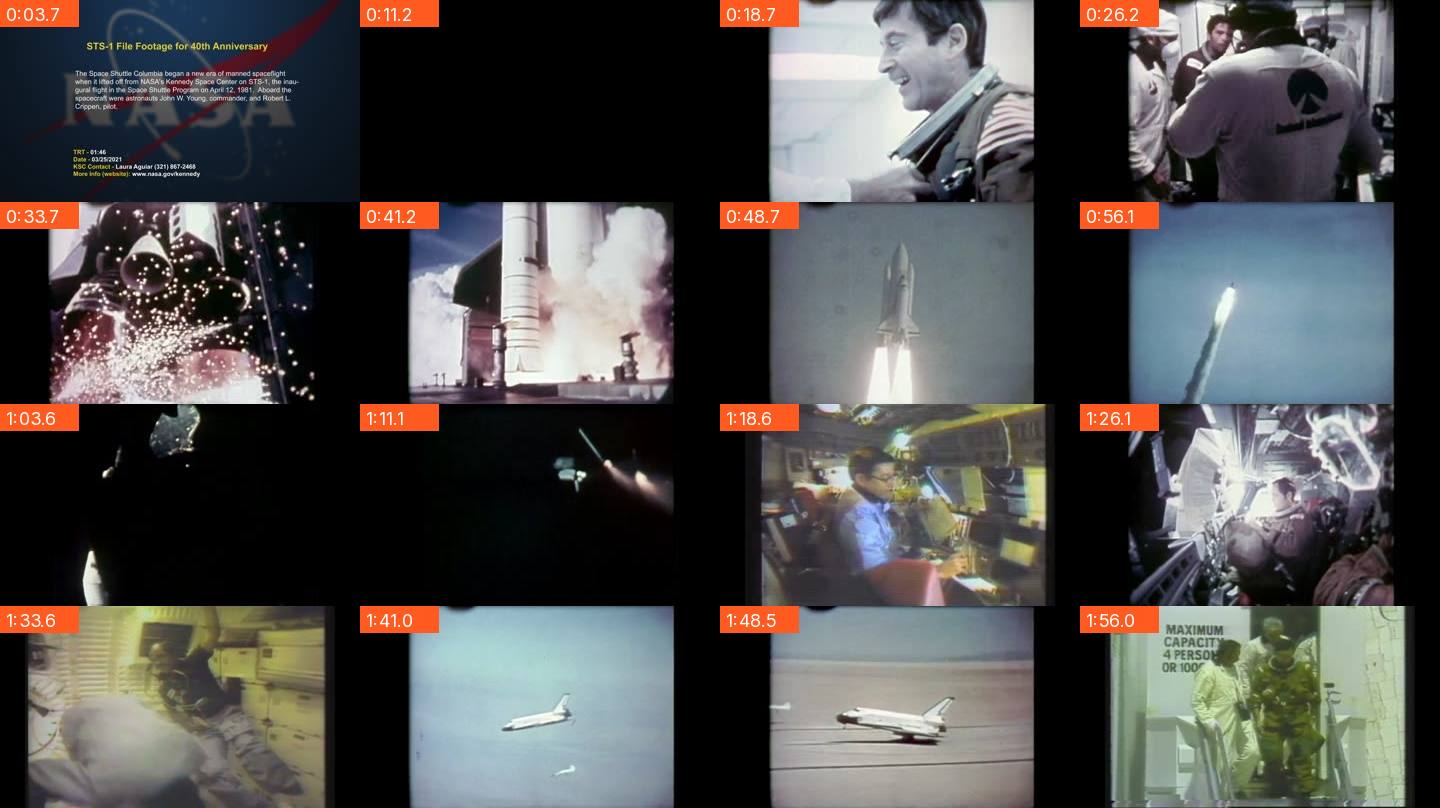 0:03.7
STS-1 File Footage for 40th Anniversary
The Space Shuttle Columbia began a new era of manned spaceflight
when it lifted off from NASA's Kennedy Space Center on STS-1, the inau-
gural flight in the Space Shuttle Program on April 12, 1981. Aboard the
spacecraft were astronauts John W. Young, commander, and Robert L.
Crippen, pilot.
NASA
TRT - 01:46
Date - 03/25/2021
KSC Contact - Laura Aguiar (321) 867-2468
More Info (website): www.nasa.gov/kennedy
0:11.2
0:18.7
0:26.2
0:33.7
0:41.2
0:48.7
0:56.1
1:03.6
1:11.1
1:18.6
1:26.1
1:33.6
1:41.0
1:48.5
1:56.0
MAXIMUM
CAPACITY
4 PERSON
OR 100